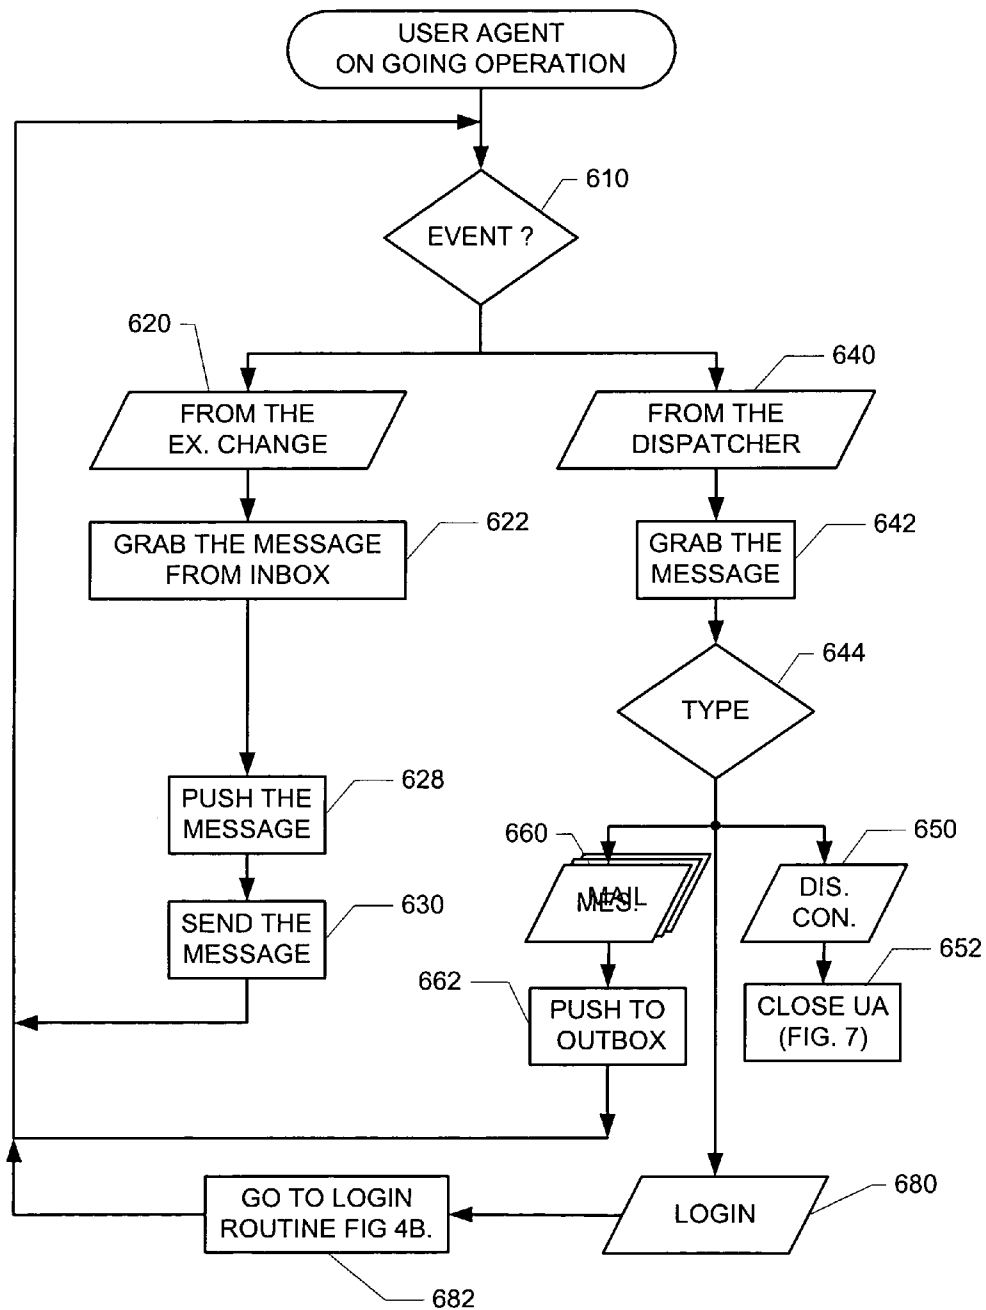 USER AGENT
ON GOING OPERATION
610
EVENT ?
620
640
FROM THE
EX. CHANGE
FROM THE
DISPATCHER
622
GRAB THE MESSAGE
FROM INBOX
642
GRAB THE
MESSAGE
644
TYPE
628
PUSH THE
MESSAGE
660
MAIL
MES.
650
DIS.
CON.
630
SEND THE
MESSAGE
662
PUSH TO
OUTBOX
652
CLOSE UA
(FIG. 7)
GO TO LOGIN
ROUTINE FIG 4B.
682
LOGIN
680